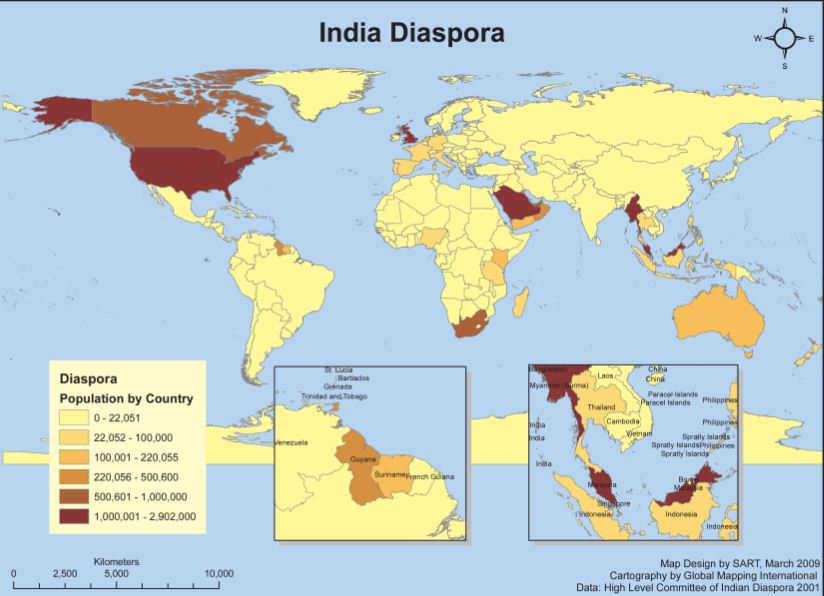 India Diaspora
N
W
E
S
Diaspora
Population by Country
0 - 22,051
22,052 - 100,000
100,001 - 220,055
220,056 - 500,600
500,601 - 1,000,000
1,000,001 - 2,902,000
Kilometers
0 2,500 5,000 10,000
St. Lucia
Barbados
Grenada
Trinidad and Tobago
Venezuela
Guyana
Suriname
French Guiana
Bangladesh
Myanmar (Burma)
Laos
China
China
Paracel Islands
Paracel Islands
Philippines
Thailand
Cambodia
Vietnam
Philippines
India
India
Spratly Islands
Spratly Islands
Philippines
Spratly Islands
India
Malaysia
Brunei
Malaysia
Singapore
Indonesia
Indonesia
Indonesia
Map Design by SART, March 2009
Cartography by Global Mapping International
Data: High Level Committee of Indian Diaspora 2001